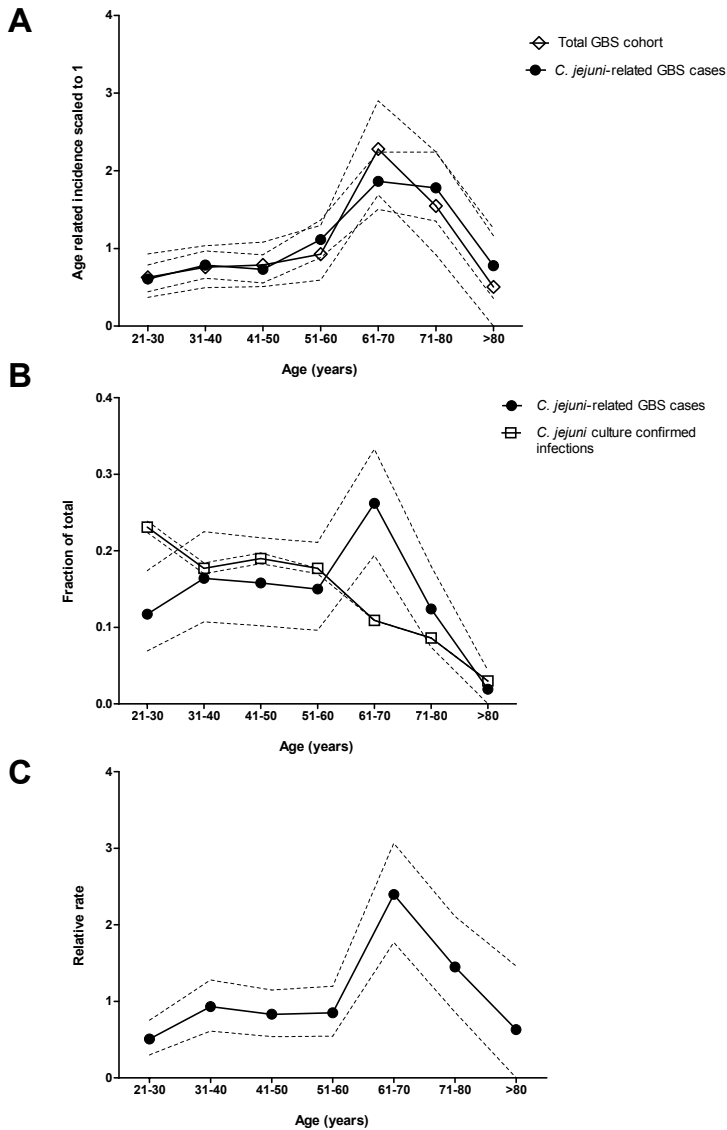 A
4
3
2
1
0
Age related incidence scaled to 1
21-30 31-40 41-50 51-60 61-70 71-80 >80
Age (years)
Total GBS cohort
C. jejuni-related GBS cases
B
0.4
0.3
0.2
0.1
0.0
Fraction of total
21-30 31-40 41-50 51-60 61-70 71-80 >80
Age (years)
C. jejuni-related GBS cases
C. jejuni culture confirmed
infections
C
4
3
2
1
0
Relative rate
21-30 31-40 41-50 51-60 61-70 71-80 >80
Age (years)